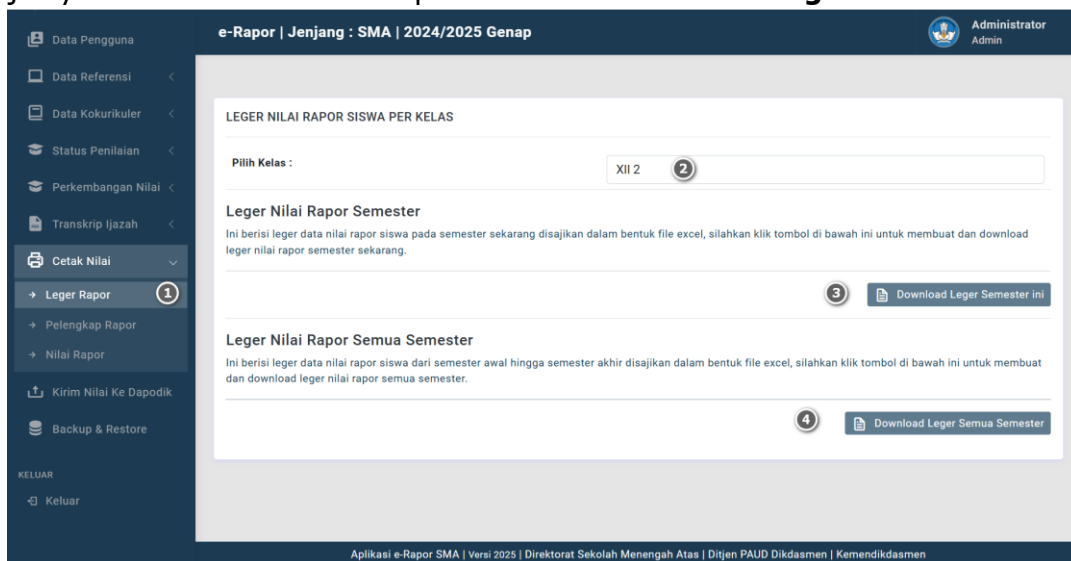 Data Pengguna
Data Referensi
Data Kokurikuler
Status Penilaian
Perkembangan Nilai
Transkrip Ijazah
Cetak Nilai
Leger Rapor 1
Pelengkap Rapor
Nilai Rapor
Kirim Nilai Ke Dapodik
Backup & Restore
KELUAR
Keluar
e-Rapor | Jenjang : SMA | 2024/2025 Genap
Administrator
Admin
LEGER NILAI RAPOR SISWA PER KELAS
Pilih Kelas : XII 2 2
Leger Nilai Rapor Semester
Ini berisi leger data nilai rapor siswa pada semester sekarang disajikan dalam bentuk file excel, silahkan klik tombol di bawah ini untuk membuat dan download
leger nilai rapor semester sekarang.
3 Download Leger Semester ini
Leger Nilai Rapor Semua Semester
Ini berisi leger data nilai rapor siswa dari semester awal hingga semester akhir disajikan dalam bentuk file excel, silahkan klik tombol di bawah ini untuk membuat
dan download leger nilai rapor semua semester.
4 Download Leger Semua Semester
Aplikasi e-Rapor SMA | Versi 2025 | Direktorat Sekolah Menengah Atas | Ditjen PAUD Dikdasmen | Kemendikdasmen